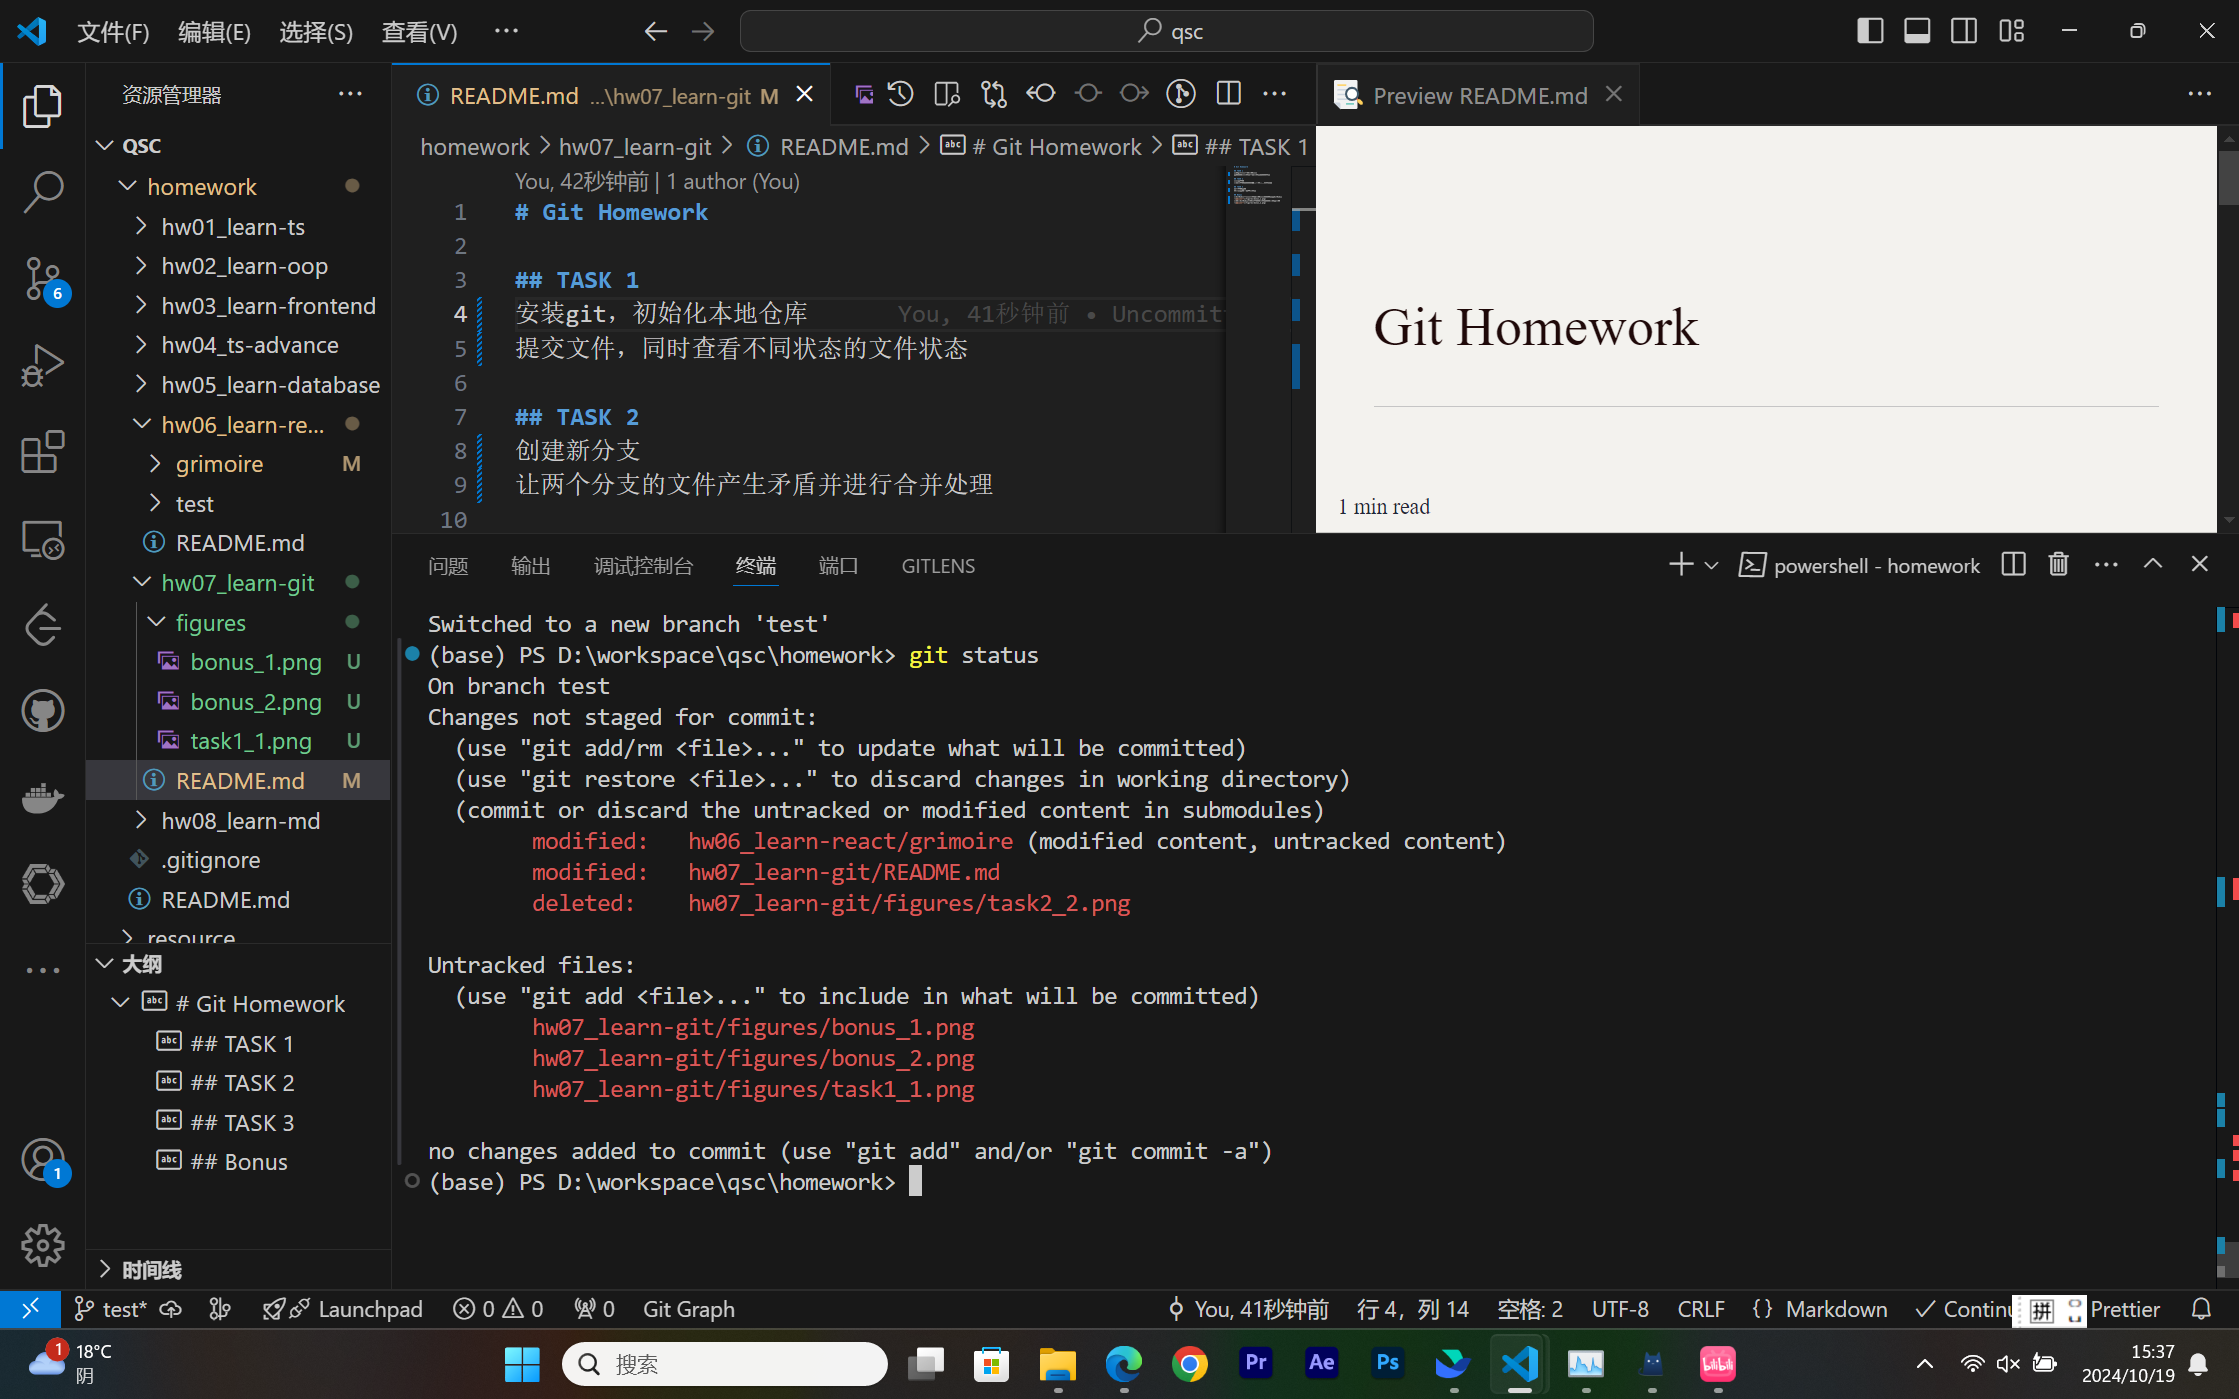 文件(F) 编辑(E) 选择(S) 查看(V) ··· qsc
资源管理器 ···
QSC
homework
hw01_learn-ts
hw02_learn-oop
hw03_learn-frontend
hw04_ts-advance
hw05_learn-database
hw06_learn-re...
grimoire M
test
README.md
hw07_learn-git
figures
bonus_1.png U
bonus_2.png U
task1_1.png U
README.md M
hw08_learn-md
.gitignore
README.md
resource
大纲
# Git Homework
## TASK 1
## TASK 2
## TASK 3
## Bonus
时间线
6
1
README.md ...\hw07_learn-git M
homework > hw07_learn-git > README.md > # Git Homework > ## TASK 1
You, 42秒钟前 | 1 author (You)
1 # Git Homework
2
3 ## TASK 1
4 安装git，初始化本地仓库 You, 41秒钟前 • Uncommit
5 提交文件，同时查看不同状态的文件状态
6
7 ## TASK 2
8 创建新分支
9 让两个分支的文件产生矛盾并进行合并处理
10
Preview README.md
Git Homework
1 min read
问题 输出 调试控制台 终端 端口 GITLENS
powershell - homework
Switched to a new branch 'test'
(base) PS D:\workspace\qsc\homework> git status
On branch test
Changes not staged for commit:
(use "git add/rm <file>..." to update what will be committed)
(use "git restore <file>..." to discard changes in working directory)
(commit or discard the untracked or modified content in submodules)
modified: hw06_learn-react/grimoire (modified content, untracked content)
modified: hw07_learn-git/README.md
deleted: hw07_learn-git/figures/task2_2.png
Untracked files:
(use "git add <file>..." to include in what will be committed)
hw07_learn-git/figures/bonus_1.png
hw07_learn-git/figures/bonus_2.png
hw07_learn-git/figures/task1_1.png
no changes added to commit (use "git add" and/or "git commit -a")
(base) PS D:\workspace\qsc\homework>
test* Launchpad 0 0 0 Git Graph You, 41秒钟前 行 4，列 14 空格: 2 UTF-8 CRLF {} Markdown Continu 拼 Prettier
1 18°C
阴
搜索
Pr Ae Ps bilibili
15:37
2024/10/19